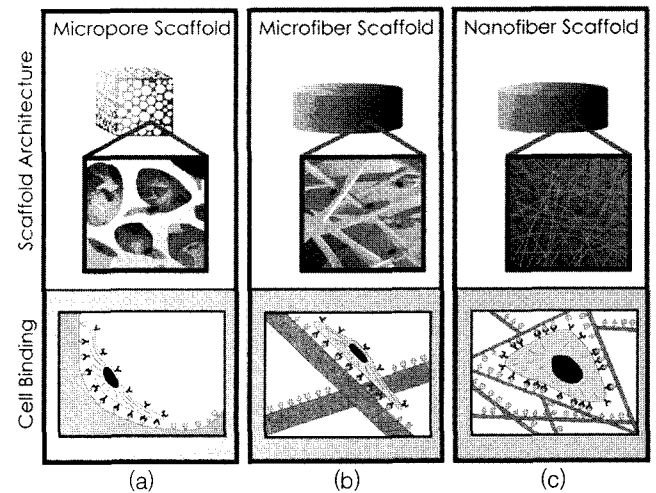 Micropore Scaffold
Microfiber Scaffold
Nanofiber Scaffold
Scaffold Architecture
Cell Binding
(a)
(b)
(c)